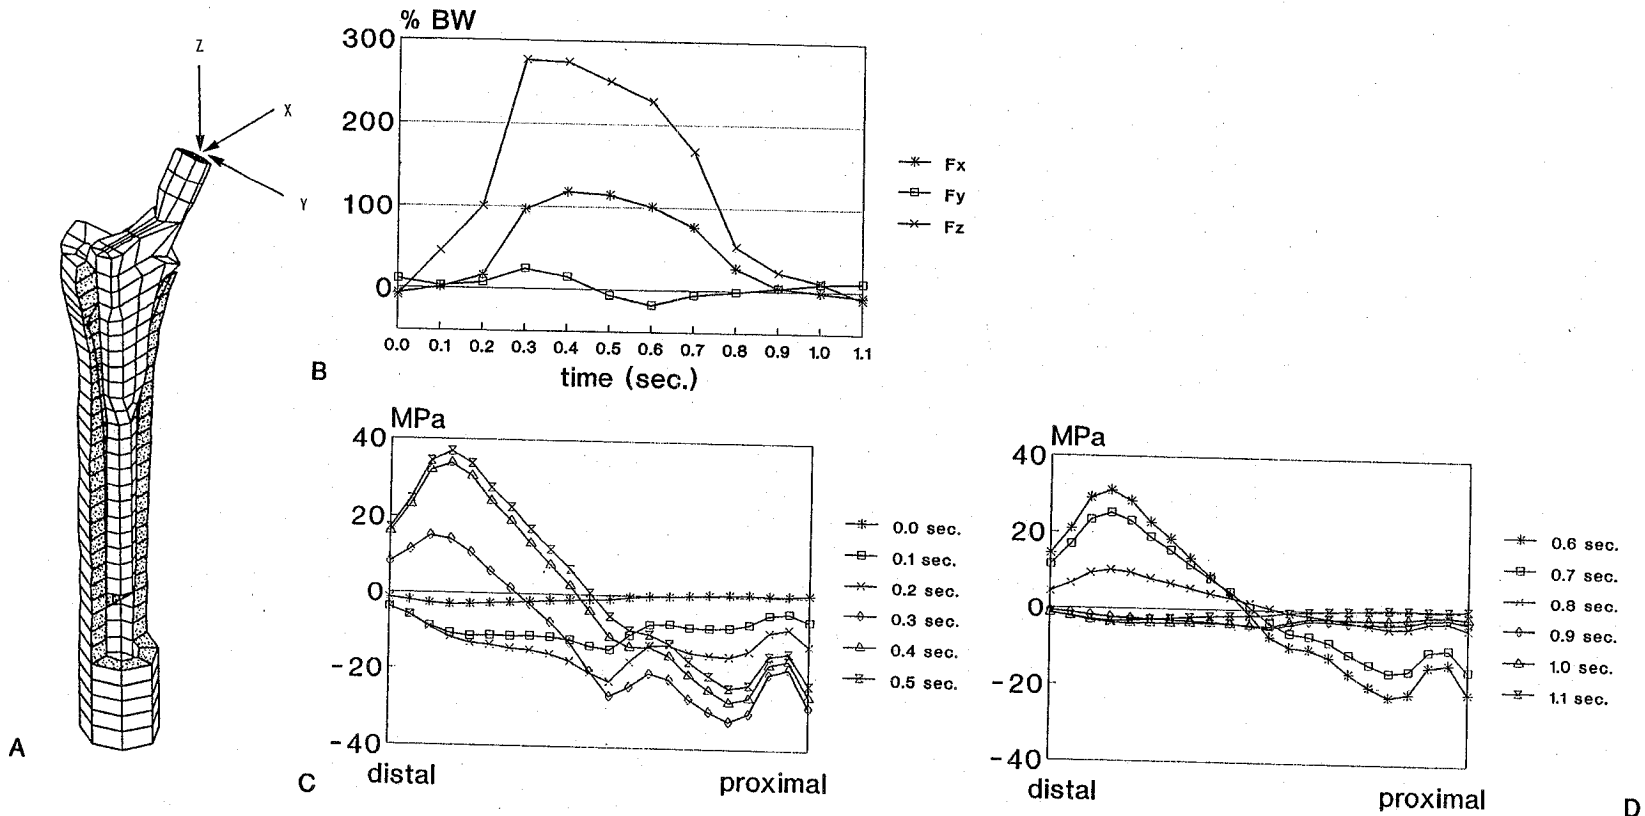 A
Z
X
Y
B
% BW
300
200
100
0
0.0 0.1 0.2 0.3 0.4 0.5 0.6 0.7 0.8 0.9 1.0 1.1
time (sec.)
Fx
Fy
Fz
C
MPa
40
20
0
-20
-40
distal proximal
0.0 sec.
0.1 sec.
0.2 sec.
0.3 sec.
0.4 sec.
0.5 sec.
D
MPa
40
20
0
-20
-40
distal proximal
0.6 sec.
0.7 sec.
0.8 sec.
0.9 sec.
1.0 sec.
1.1 sec.